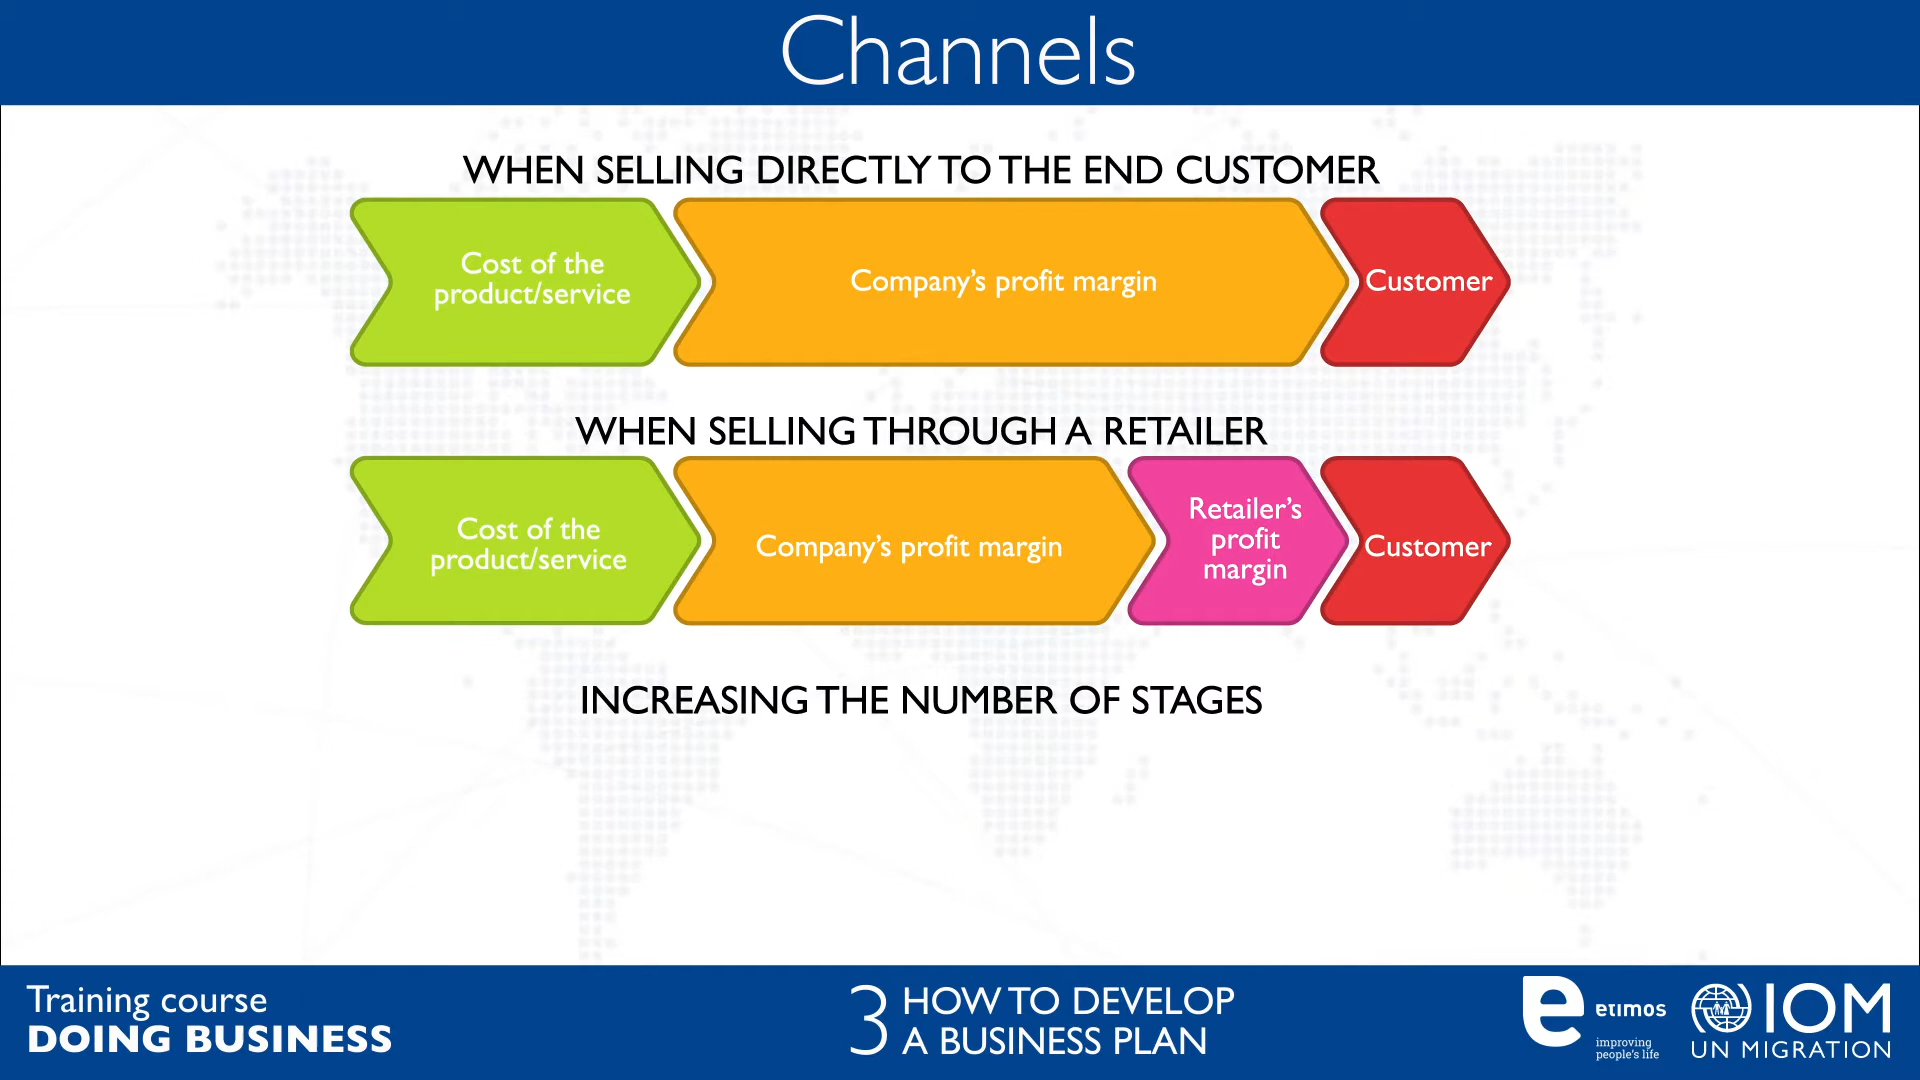 Channels
WHEN SELLING DIRECTLY TO THE END CUSTOMER
Cost of the
product/service
Company's profit margin
Customer
WHEN SELLING THROUGH A RETAILER
Cost of the
product/service
Company's profit margin
Retailer's
profit
margin
Customer
INCREASING THE NUMBER OF STAGES
Training course
DOING BUSINESS
3 HOW TO DEVELOP
A BUSINESS PLAN
e etimos
improving
people's life
IOM
UN MIGRATION